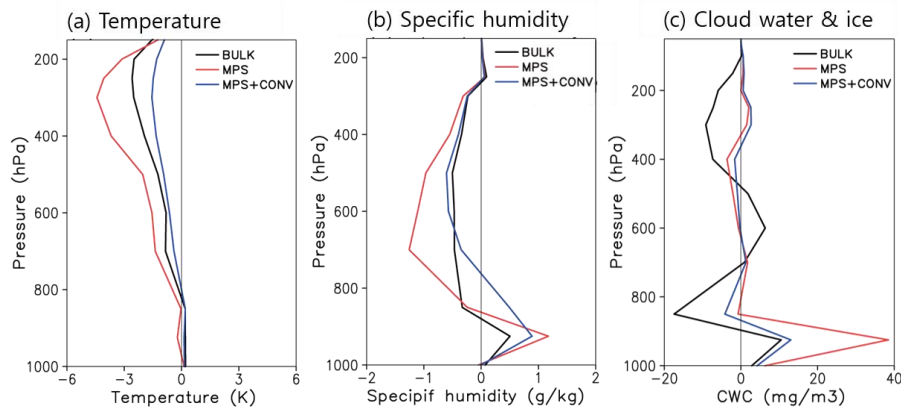 (a) Temperature
BULK
MPS
MPS+CONV
200
400
600
800
1000
Pressure (hPa)
-6 -3 0 3 6
Temperature (K)
(b) Specific humidity
BULK
MPS
MPS+CONV
200
400
600
800
1000
Pressure (hPa)
-2 -1 0 1 2
Specipif humidity (g/kg)
(c) Cloud water & ice
BULK
MPS
MPS+CONV
200
400
600
800
1000
Pressure (hPa)
-20 0 20 40
CWC (mg/m3)